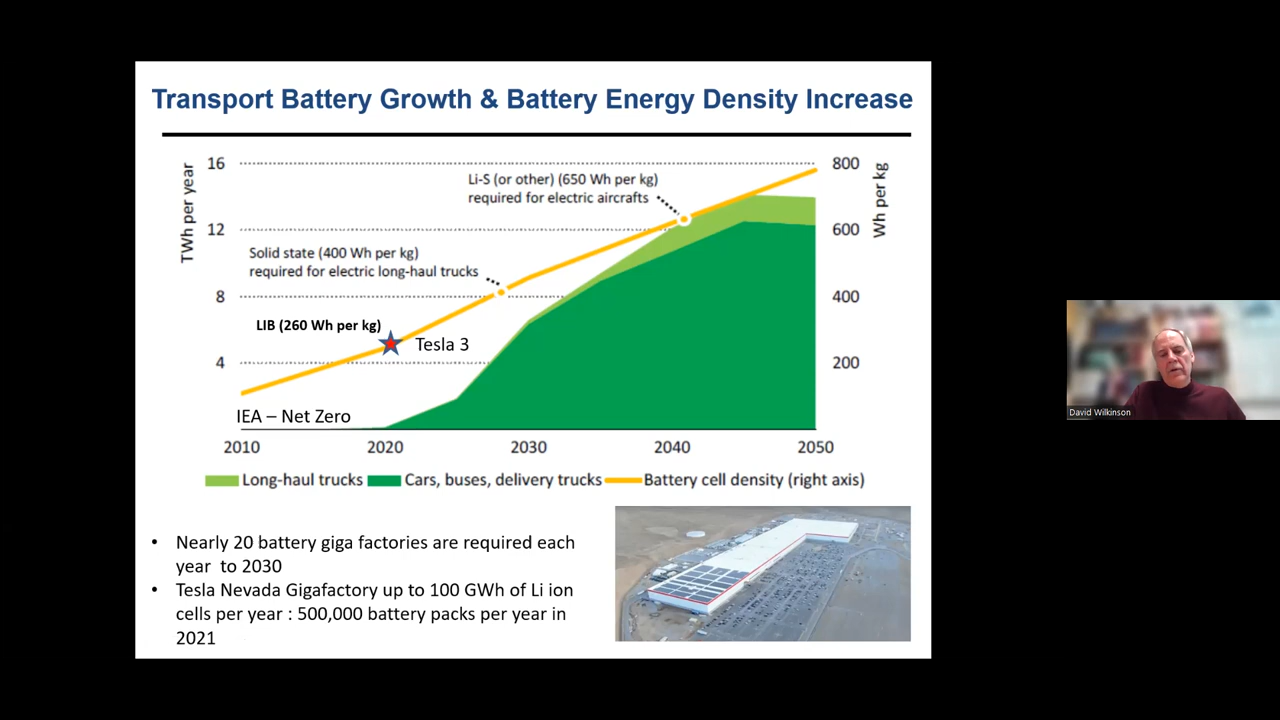 Transport Battery Growth & Battery Energy Density Increase
TWh per year
16
12
8
4
Li-S (or other) (650 Wh per kg)
required for electric aircrafts
Solid state (400 Wh per kg)
required for electric long-haul trucks
LIB (260 Wh per kg)
Tesla 3
IEA – Net Zero
800
600
400
200
Wh per kg
2010 2020 2030 2040 2050
Long-haul trucks Cars, buses, delivery trucks Battery cell density (right axis)
• Nearly 20 battery giga factories are required each
year to 2030
• Tesla Nevada Gigafactory up to 100 GWh of Li ion
cells per year : 500,000 battery packs per year in
2021
David Wilkinson